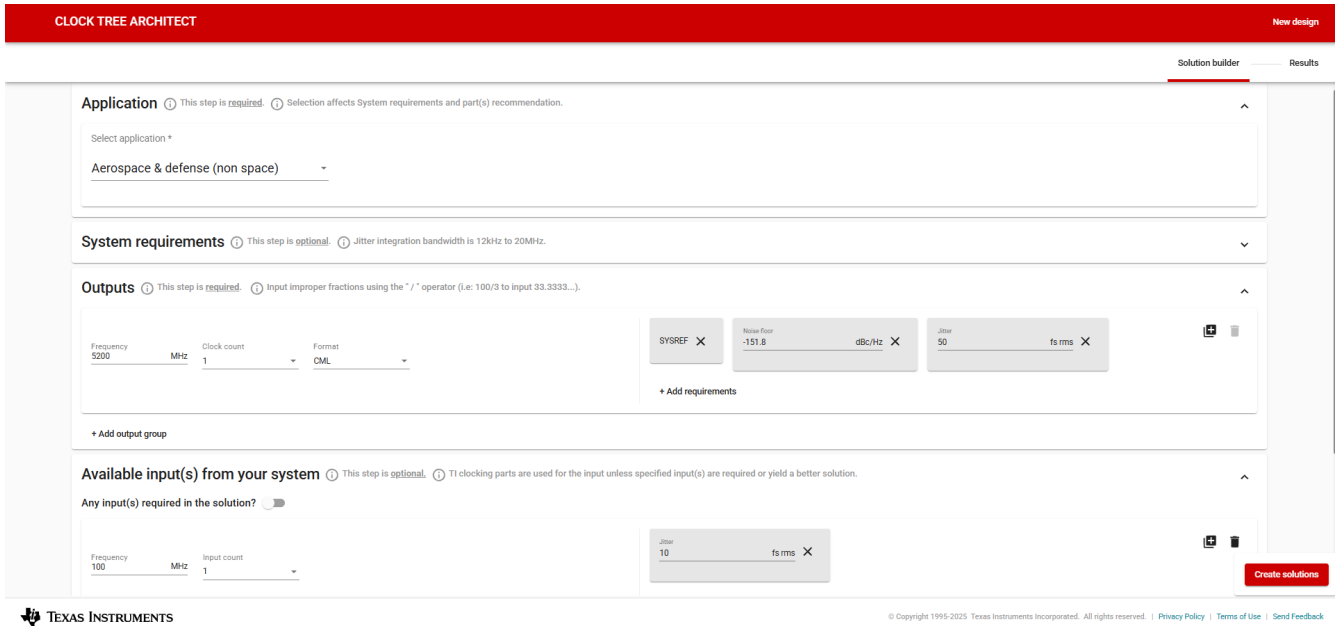 CLOCK TREE ARCHITECT
New design
Solution builder
Results
Application This step is required. Selection affects System requirements and part(s) recommendation.
Select application *
Aerospace & defense (non space)
System requirements This step is optional. Jitter integration bandwidth is 12kHz to 20MHz.
Outputs This step is required. Input improper fractions using the " / " operator (i.e: 100/3 to input 33.3333...).
Frequency
5200 MHz
Clock count
1
Format
CML
SYSREF
Noise floor
-151.8 dBc/Hz
Jitter
50 fs rms
+ Add requirements
+ Add output group
Available input(s) from your system This step is optional. TI clocking parts are used for the input unless specified input(s) are required or yield a better solution.
Any input(s) required in the solution?
Frequency
100 MHz
Input count
1
Jitter
10 fs rms
Create solutions
TEXAS INSTRUMENTS
© Copyright 1995-2025 Texas Instruments Incorporated. All rights reserved. | Privacy Policy | Terms of Use | Send Feedback